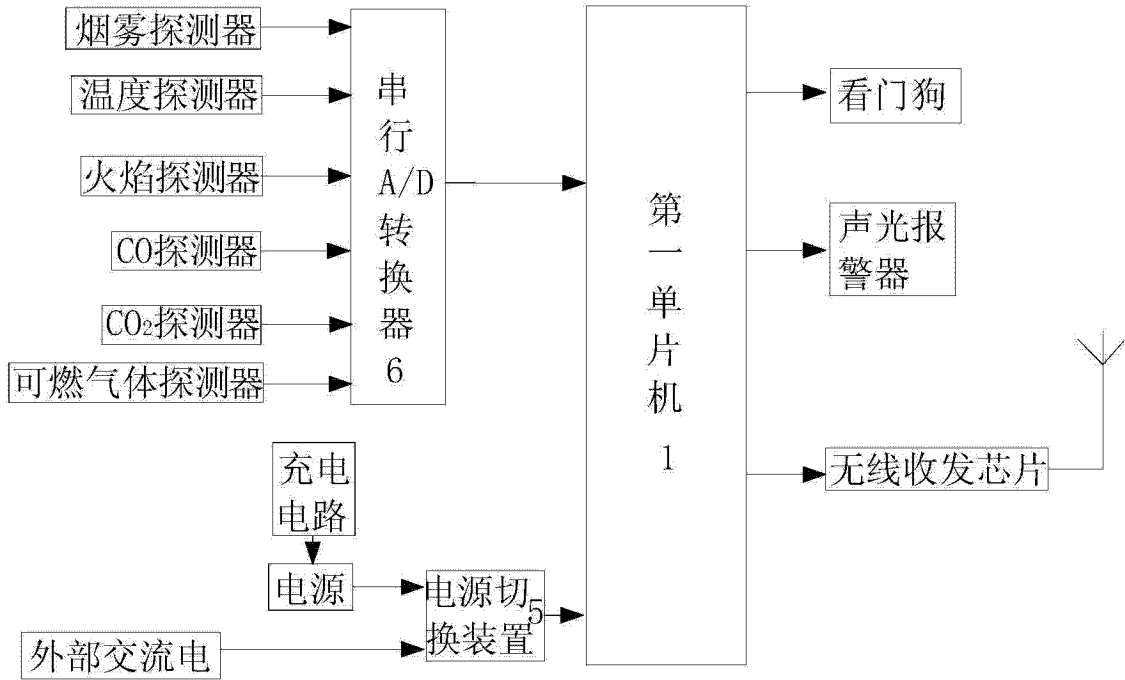 烟雾探测器
温度探测器
火焰探测器
CO探测器
CO₂探测器
可燃气体探测器
串
行
A/D
转
换
器
6
第
一
单
片
机
1
看门狗
声光报
警器
无线收发芯片
充电
电路
电源
外部交流电
电源切
换装置
5